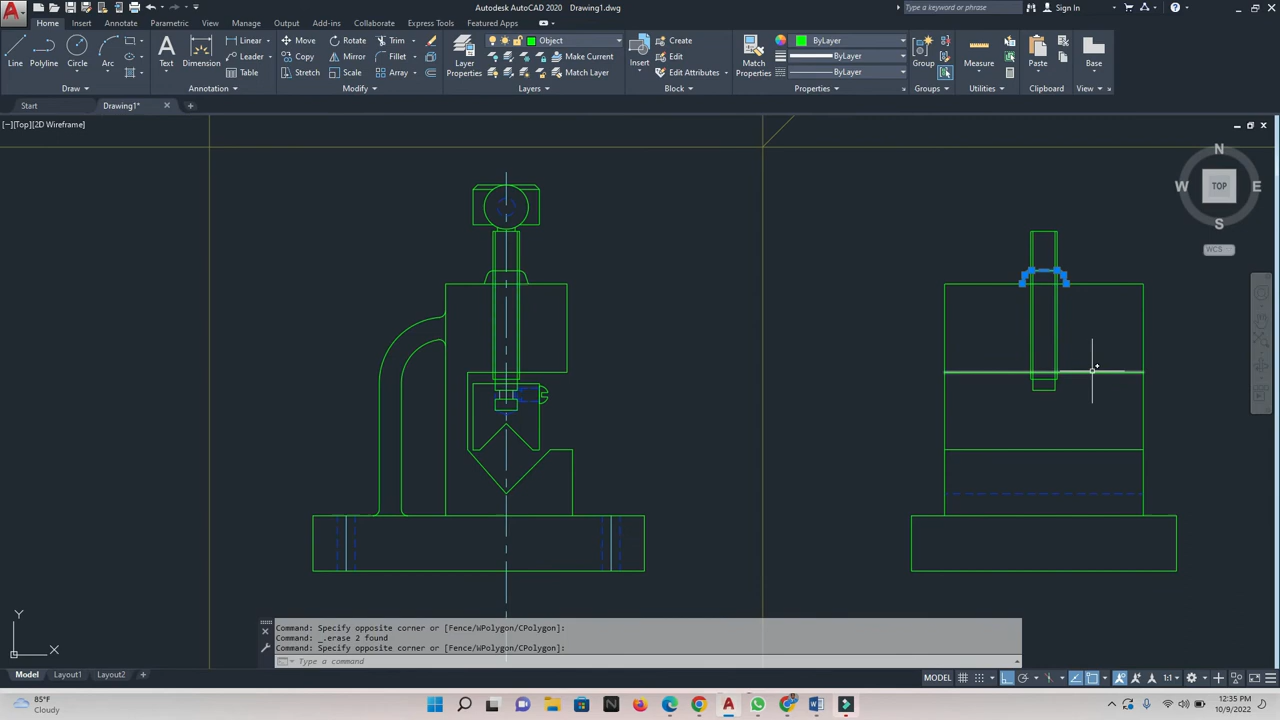 Autodesk AutoCAD 2020 Drawing1.dwg
Type a keyword or phrase
Sign In
Home Insert Annotate Parametric View Manage Output Add-ins Collaborate Express Tools Featured Apps
Line Polyline Circle Arc
Text Dimension
Linear
Leader
Table
Move Rotate Trim
Copy Mirror Fillet
Stretch Scale Array
Layer Properties
Object
Make Current
Match Layer
Insert
Create
Edit
Edit Attributes
Match Properties
ByLayer
ByLayer
ByLayer
Group
Measure
Paste
Base
Draw Annotation Modify Layers Block Properties Groups Utilities Clipboard View
Start Drawing1*
[−][Top][2D Wireframe]
N
W TOP E
S
WCS
Y
X
Command: Specify opposite corner or [Fence/WPolygon/CPolygon]:
Command: _.erase 2 found
Command: Specify opposite corner or [Fence/WPolygon/CPolygon]:
Type a command
Model Layout1 Layout2
MODEL
1:1
85°F
Cloudy
12:35 PM
10/9/2022